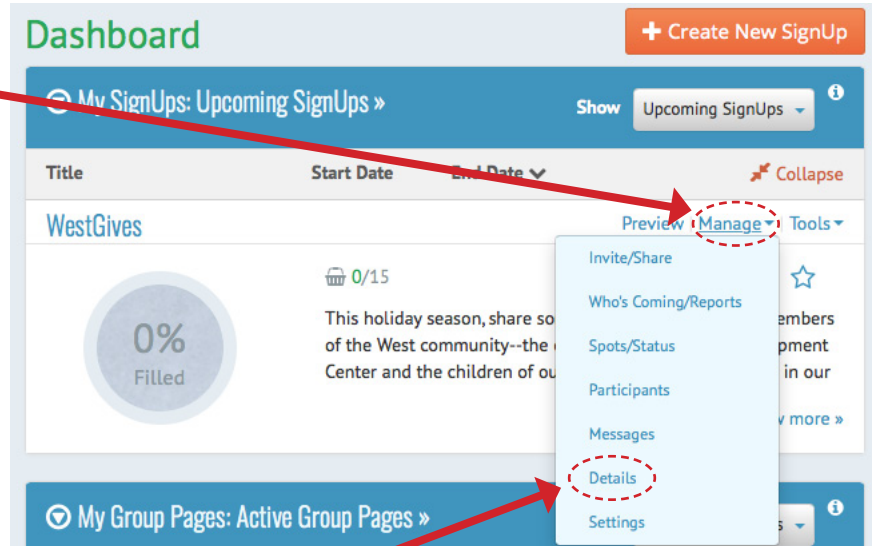 Dashboard
+ Create New SignUp
My SignUps: Upcoming SignUps »
Show Upcoming SignUps
Title Start Date End Date Collapse
WestGives Preview Manage Tools
0/15
0%
Filled
This holiday season, share so
embers
of the West community--the
pment
Center and the children of ou
in our
more »
Invite/Share
Who's Coming/Reports
Spots/Status
Participants
Messages
Details
Settings
My Group Pages: Active Group Pages »